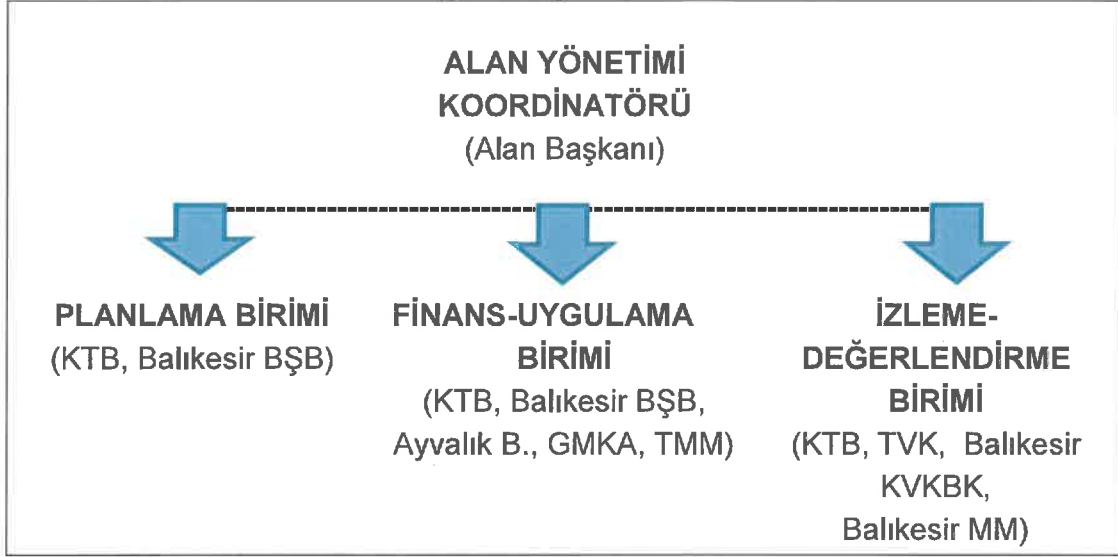 ALAN YÖNETİMİ
KOORDİNATÖRÜ
(Alan Başkanı)
PLANLAMA BİRİMİ
(KTB, Balıkesir BŞB)
FİNANS-UYGULAMA
BİRİMİ
(KTB, Balıkesir BŞB,
Ayvalık B., GMKA, TMM)
İZLEME-
DEĞERLENDİRME
BİRİMİ
(KTB, TVK, Balıkesir
KVKBK,
Balıkesir MM)